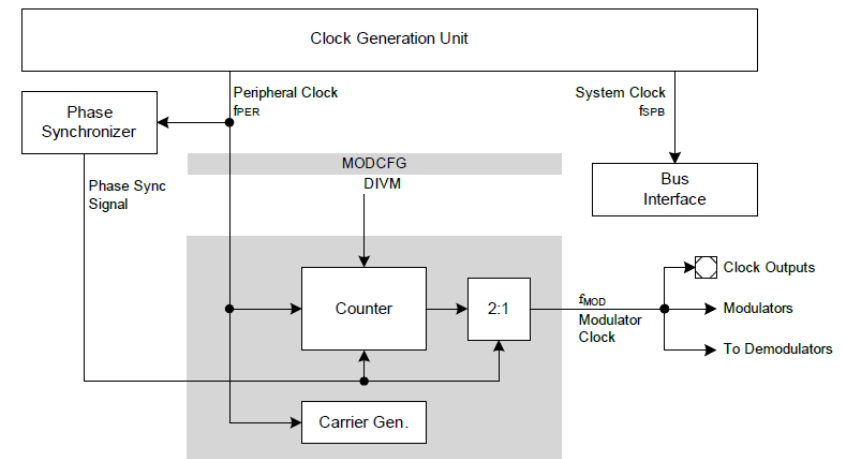 Clock Generation Unit
Peripheral Clock
fPER
System Clock
fSPB
Phase
Synchronizer
MODCFG
DIVM
Bus
Interface
Phase Sync
Signal
Clock Outputs
Counter
2:1
fMOD
Modulator
Clock
Modulators
To Demodulators
Carrier Gen.